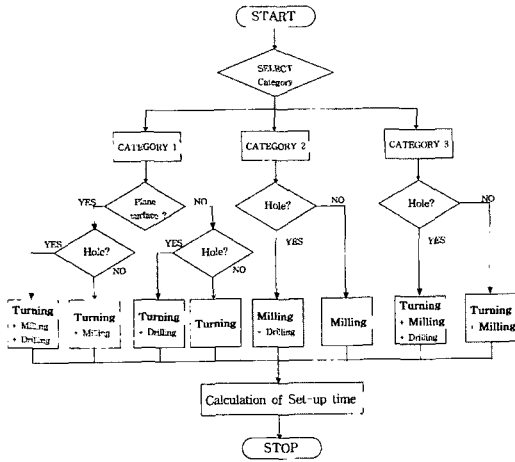 START
SELECT
Category
CATEGORY 1
CATEGORY 2
CATEGORY 3
YES
Plane
surface ?
NO
Hole?
NO
Hole?
NO
YES
Hole?
NO
YES
Hole?
NO
YES
YES
Turning
+ Milling
+ Drilling
Turning
+ Milling
Turning
+ Drilling
Turning
Milling
+ Drilling
Milling
Turning
+ Milling
+ Drilling
Turning
+ Milling
Calculation of Set-up time
STOP